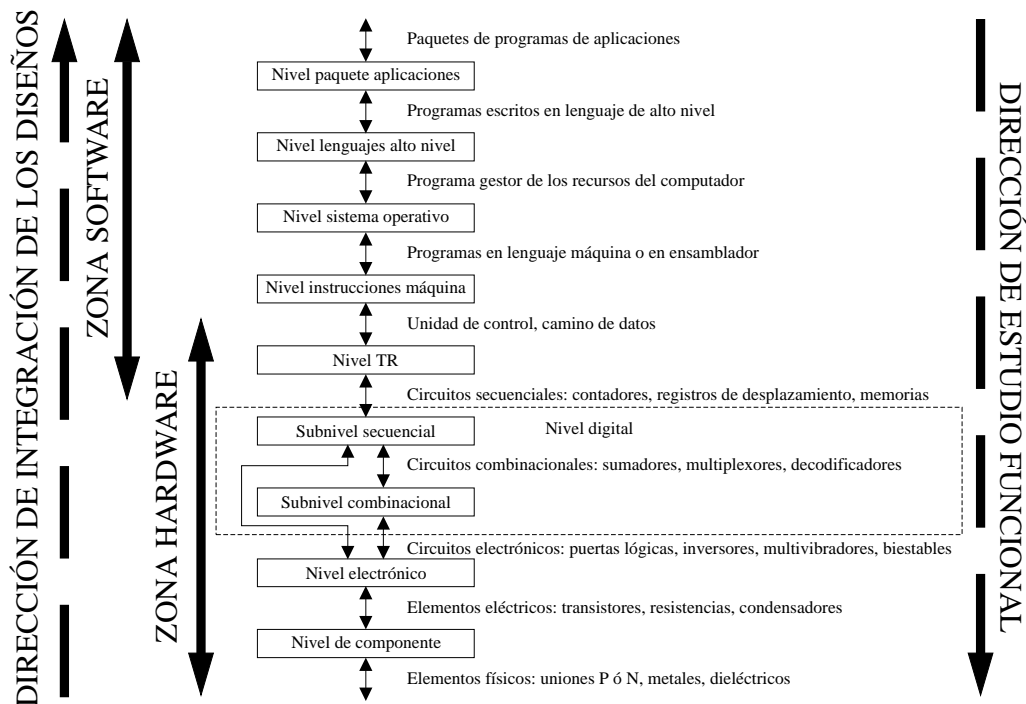 DIRECCIÓN DE INTEGRACIÓN DE LOS DISEÑOS
ZONA SOFTWARE
ZONA HARDWARE
Paquetes de programas de aplicaciones
Nivel paquete aplicaciones
Programas escritos en lenguaje de alto nivel
Nivel lenguajes alto nivel
Programa gestor de los recursos del computador
Nivel sistema operativo
Programas en lenguaje máquina o en ensamblador
Nivel instrucciones máquina
Unidad de control, camino de datos
Nivel TR
Circuitos secuenciales: contadores, registros de desplazamiento, memorias
Subnivel secuencial
Nivel digital
Circuitos combinacionales: sumadores, multiplexores, decodificadores
Subnivel combinacional
Circuitos electrónicos: puertas lógicas, inversores, multivibradores, biestables
Nivel electrónico
Elementos eléctricos: transistores, resistencias, condensadores
Nivel de componente
Elementos físicos: uniones P ó N, metales, dieléctricos
DIRECCIÓN DE ESTUDIO FUNCIONAL